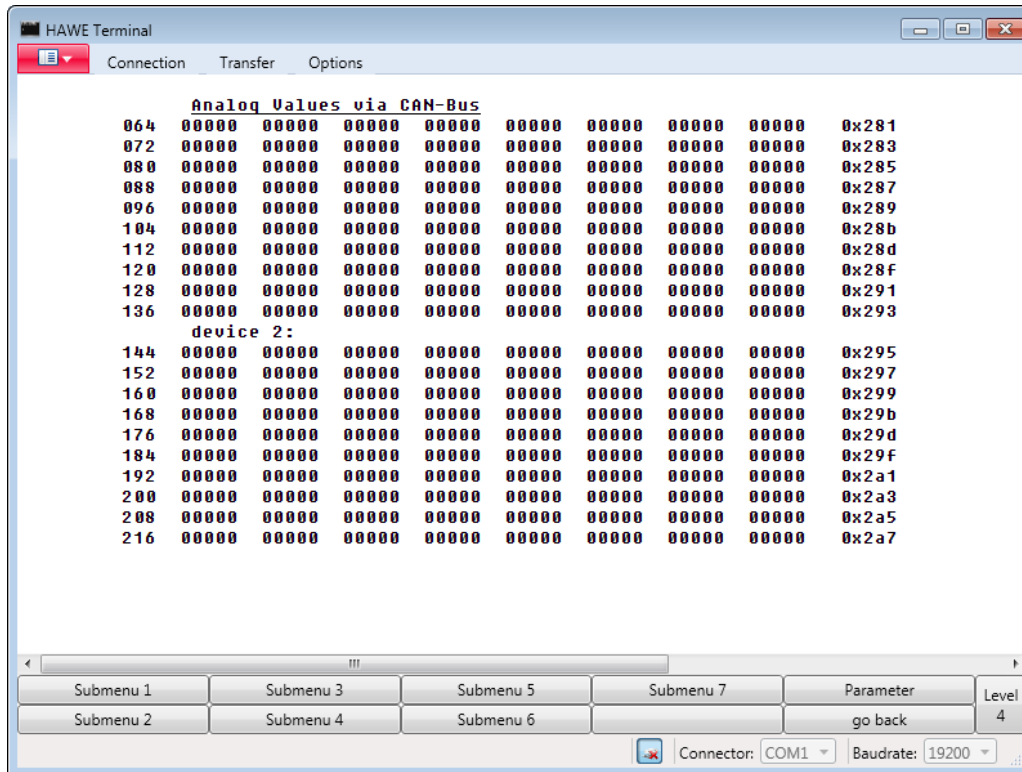 HAWE Terminal
Connection Transfer Options
Analog Values via CAN-Bus
064 00000 00000 00000 00000 00000 00000 00000 00000 0x281
072 00000 00000 00000 00000 00000 00000 00000 00000 0x283
080 00000 00000 00000 00000 00000 00000 00000 00000 0x285
088 00000 00000 00000 00000 00000 00000 00000 00000 0x287
096 00000 00000 00000 00000 00000 00000 00000 00000 0x289
104 00000 00000 00000 00000 00000 00000 00000 00000 0x28b
112 00000 00000 00000 00000 00000 00000 00000 00000 0x28d
120 00000 00000 00000 00000 00000 00000 00000 00000 0x28f
128 00000 00000 00000 00000 00000 00000 00000 00000 0x291
136 00000 00000 00000 00000 00000 00000 00000 00000 0x293
device 2:
144 00000 00000 00000 00000 00000 00000 00000 00000 0x295
152 00000 00000 00000 00000 00000 00000 00000 00000 0x297
160 00000 00000 00000 00000 00000 00000 00000 00000 0x299
168 00000 00000 00000 00000 00000 00000 00000 00000 0x29b
176 00000 00000 00000 00000 00000 00000 00000 00000 0x29d
184 00000 00000 00000 00000 00000 00000 00000 00000 0x29f
192 00000 00000 00000 00000 00000 00000 00000 00000 0x2a1
200 00000 00000 00000 00000 00000 00000 00000 00000 0x2a3
208 00000 00000 00000 00000 00000 00000 00000 00000 0x2a5
216 00000 00000 00000 00000 00000 00000 00000 00000 0x2a7
Submenu 1 Submenu 3 Submenu 5 Submenu 7 Parameter Level
Submenu 2 Submenu 4 Submenu 6 go back 4
Connector: COM1 Baudrate: 19200